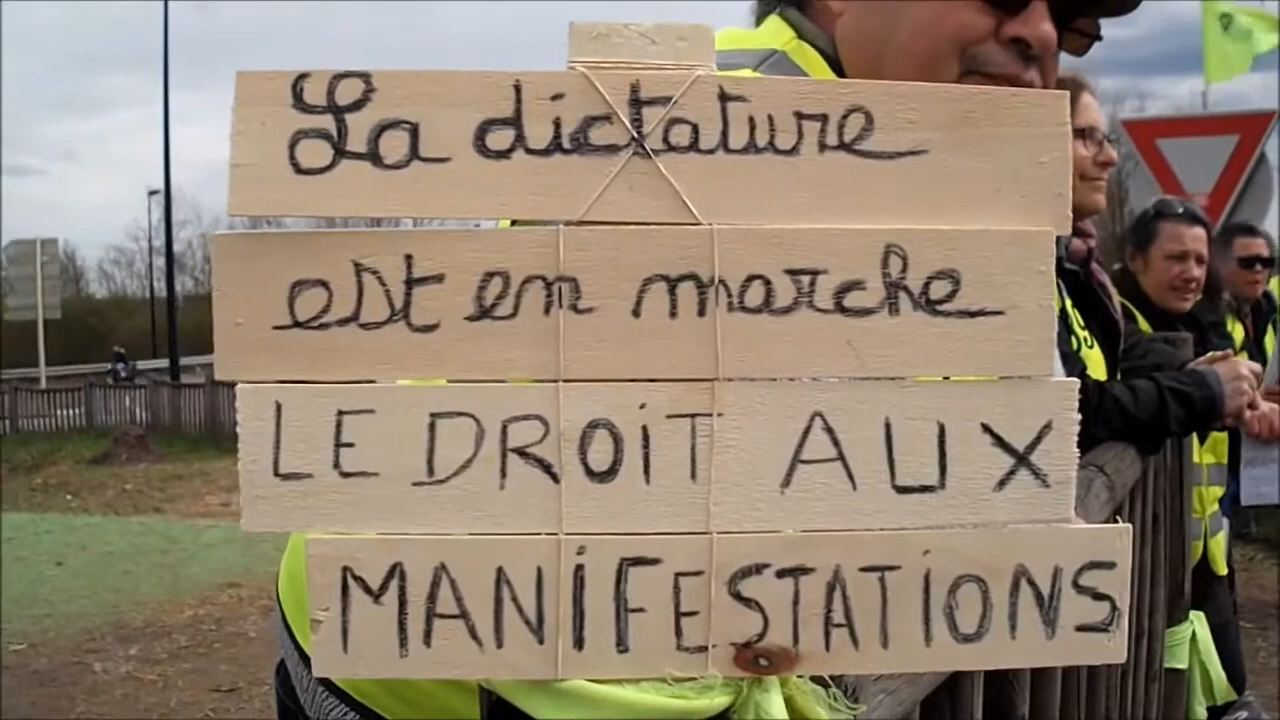 La dictature
est en marche
LE DROiT AUX
MANiFESTATiONS